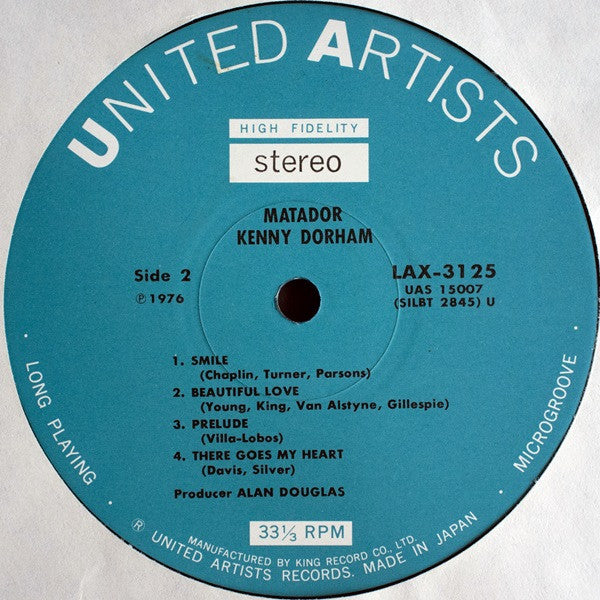 UNITED ARTISTS
HIGH FIDELITY
stereo
MATADOR
KENNY DORHAM
Side 2
℗ 1976
LAX-3125
UAS 15007
(SILBT 2845) U
1. SMILE
(Chaplin, Turner, Parsons)
2. BEAUTIFUL LOVE
(Young, King, Van Alstyne, Gillespie)
3. PRELUDE
(Villa-Lobos)
4. THERE GOES MY HEART
(Davis, Silver)
Producer ALAN DOUGLAS
33⅓ RPM
· LONG PLAYING ·
· MICROGROOVE ·
MANUFACTURED BY KING RECORD CO., LTD.
® UNITED ARTISTS RECORDS. MADE IN JAPAN